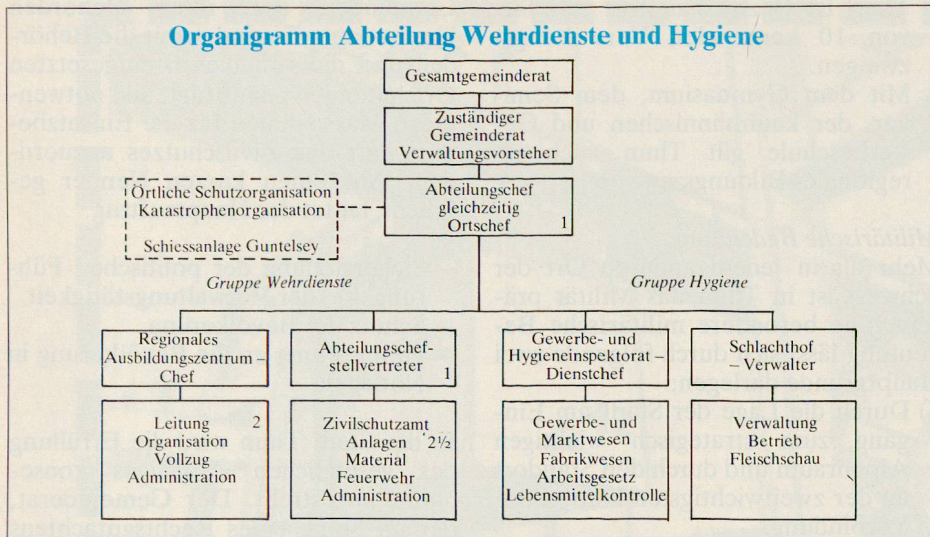 Organigramm Abteilung Wehrdienste und Hygiene
Gesamtgemeinderat
Zuständiger
Gemeinderat
Verwaltungsvorsteher
Örtliche Schutzorganisation
Katastrophenorganisation
Schiessanlage Guntelsey
Abteilungschef
gleichzeitig
Ortschef 1
Gruppe Wehrdienste
Gruppe Hygiene
Regionales
Ausbildungszentrum
Chef
Abteilungschef-
stellvertreter
1
Gewerbe- und
Hygieneinspektorat
Dienstchef
Schlachthof
– Verwalter
Leitung 2
Organisation
Vollzug
Administration
Zivilschutzamt
Anlagen 2½
Material
Feuerwehr
Administration
Gewerbe- und
Marktwesen
Fabrikwesen
Arbeitsgesetz
Lebensmittelkontrolle
Verwaltung
Betrieb
Fleischschau